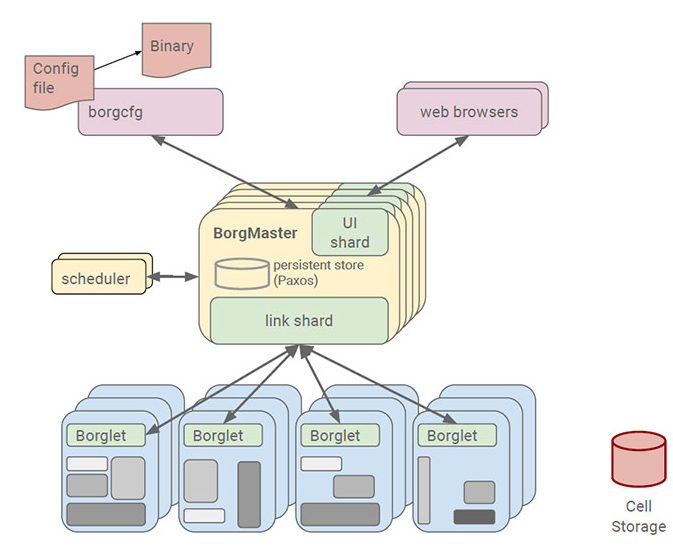 Binary
Config
file
borgcfg
web browsers
BorgMaster
UI
shard
persistent store
(Paxos)
scheduler
link shard
Borglet
Borglet
Borglet
Borglet
Cell
Storage